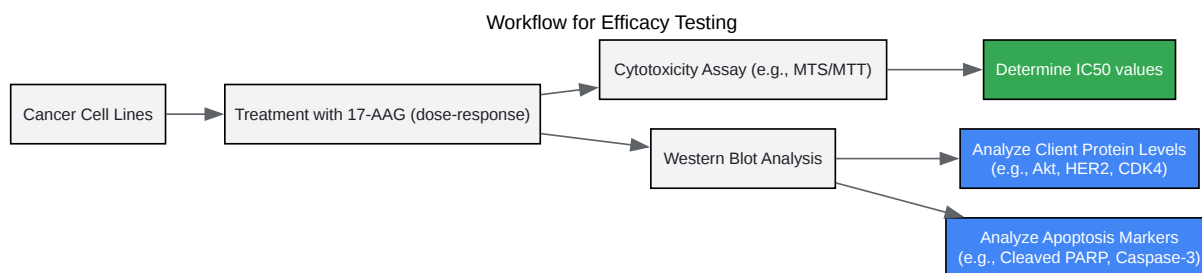 Workflow for Efficacy Testing
Cancer Cell Lines
Treatment with 17-AAG (dose-response)
Cytotoxicity Assay (e.g., MTS/MTT)
Determine IC50 values
Western Blot Analysis
Analyze Client Protein Levels
(e.g., Akt, HER2, CDK4)
Analyze Apoptosis Markers
(e.g., Cleaved PARP, Caspase-3)